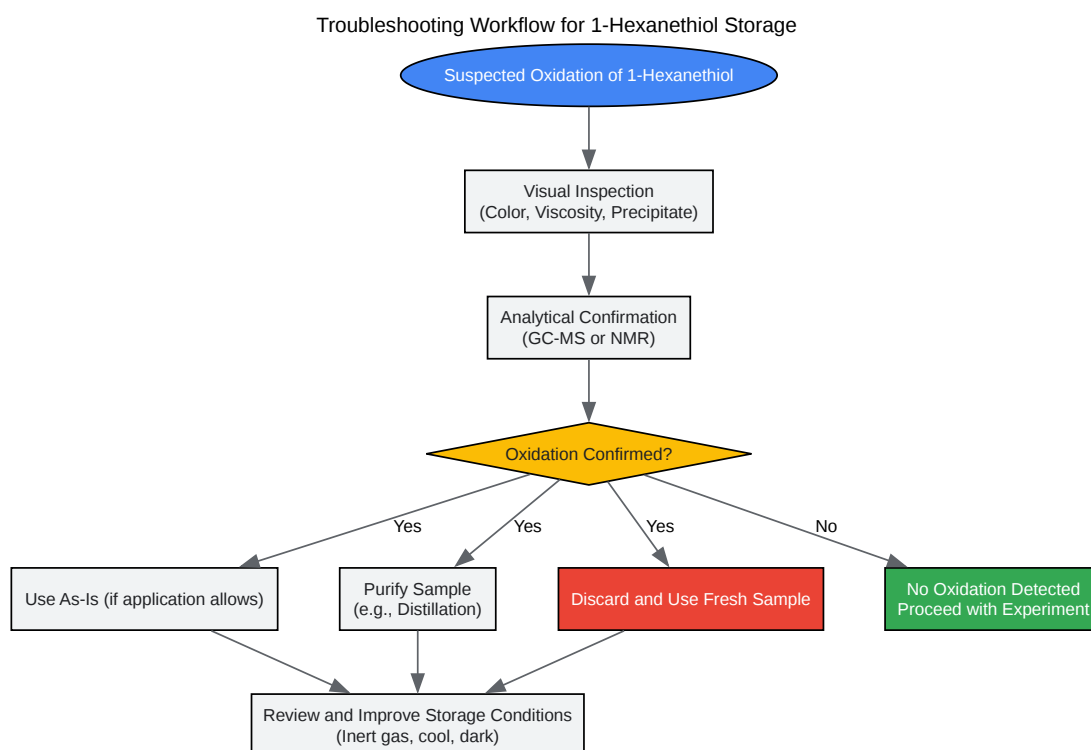 Troubleshooting Workflow for 1-Hexanethiol Storage
Suspected Oxidation of 1-Hexanethiol
Visual Inspection
(Color, Viscosity, Precipitate)
Analytical Confirmation
(GC-MS or NMR)
Oxidation Confirmed?
Yes
Yes
Yes
No
Use As-Is (if application allows)
Purify Sample
(e.g., Distillation)
Discard and Use Fresh Sample
No Oxidation Detected
Proceed with Experiment
Review and Improve Storage Conditions
(Inert gas, cool, dark)